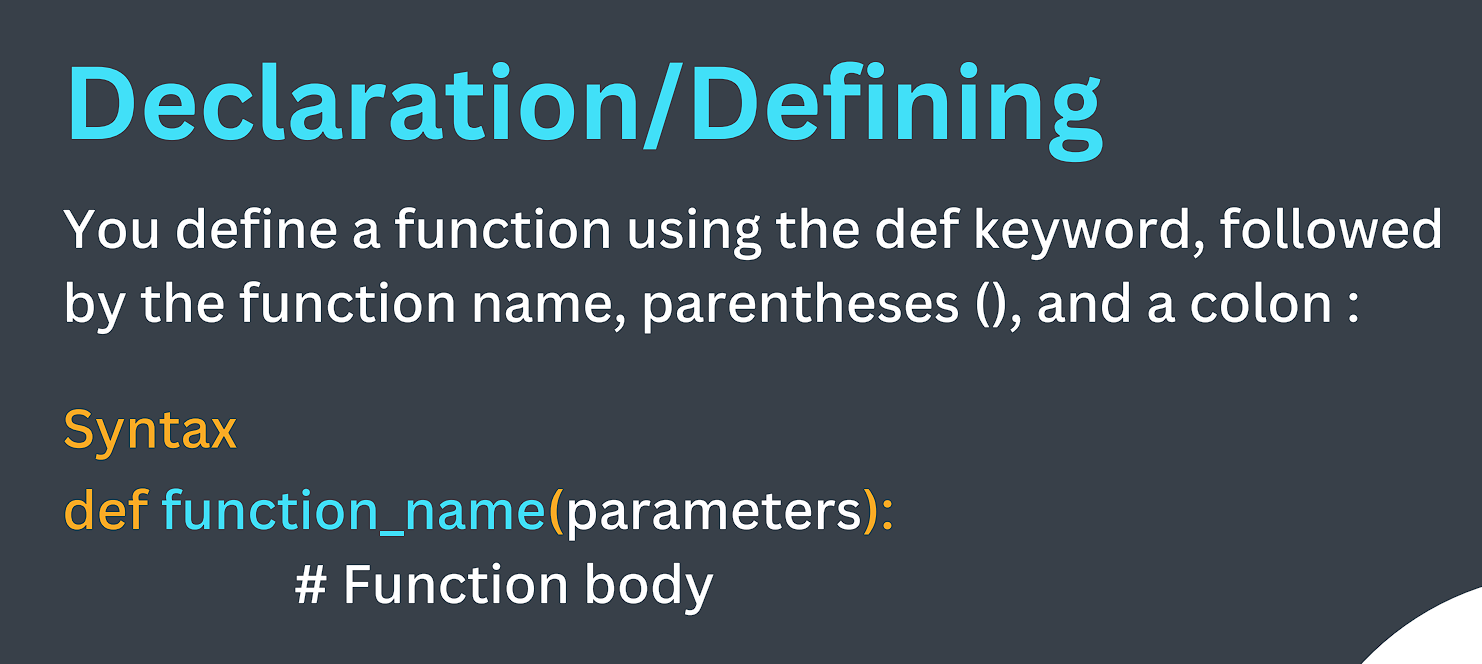 Declaration/Defining
You define a function using the def keyword, followed
by the function name, parentheses (), and a colon :
Syntax
def function_name(parameters):
# Function body